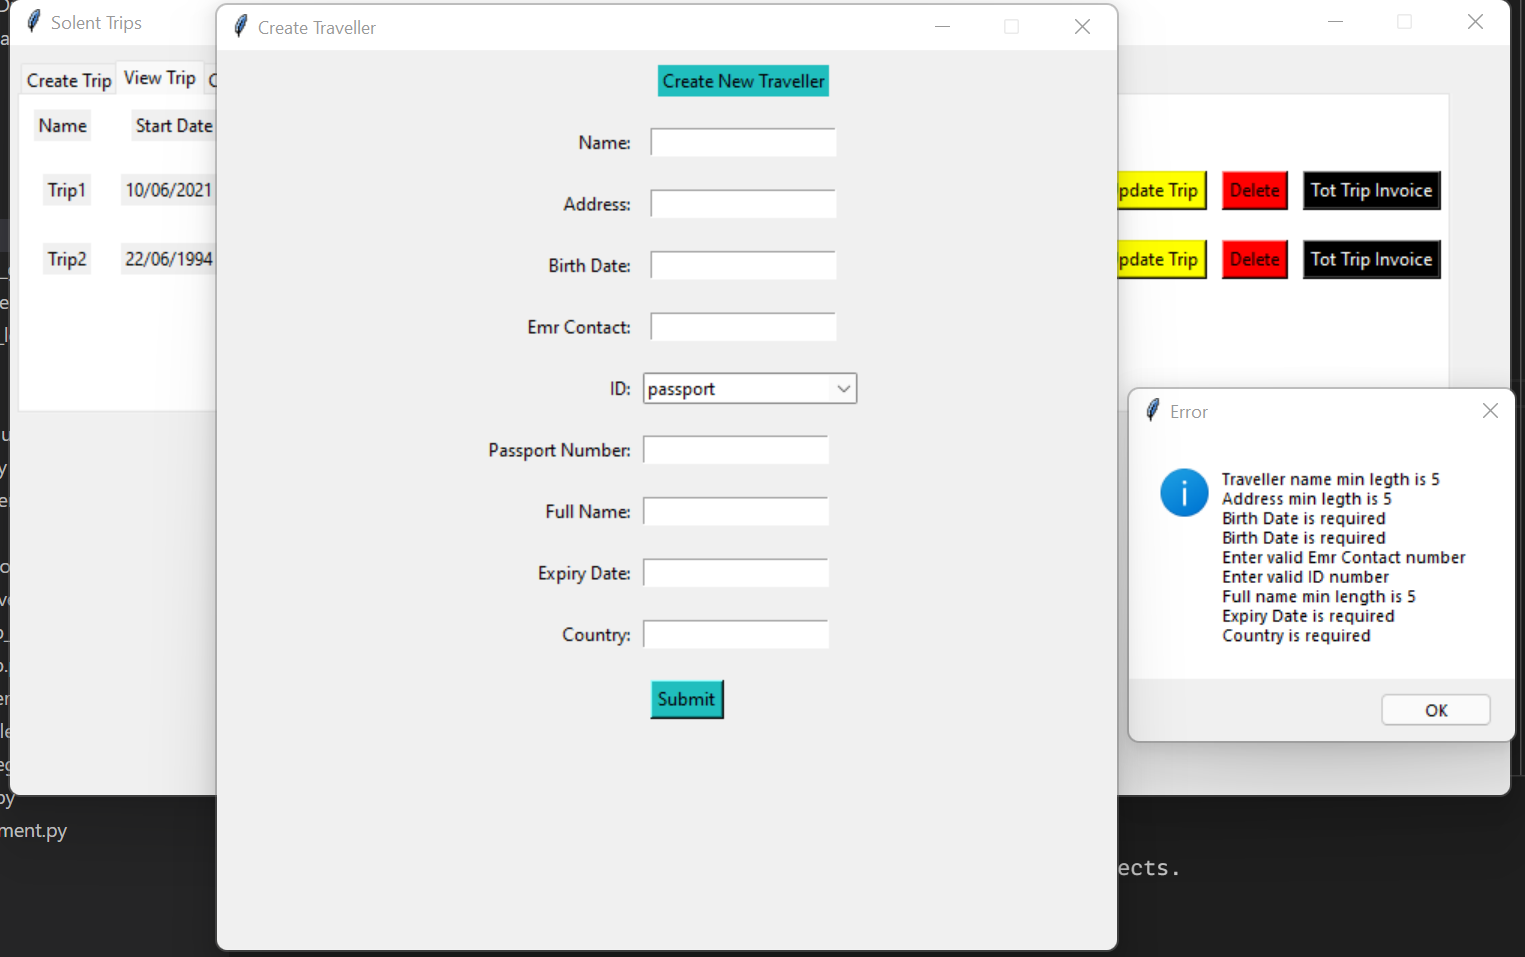 Solent Trips
Create Traveller
Create Trip
View Trip
Create New Traveller
Name
Start Date
Name:
Trip1
10/06/2021
Update Trip
Delete
Tot Trip Invoice
Address:
Trip2
22/06/1994
Update Trip
Delete
Tot Trip Invoice
Birth Date:
Emr Contact:
ID:
passport
Passport Number:
Full Name:
Expiry Date:
Country:
Submit
Error
Traveller name min legth is 5
Address min legth is 5
Birth Date is required
Birth Date is required
Enter valid Emr Contact number
Enter valid ID number
Full name min length is 5
Expiry Date is required
Country is required
OK
ment.py
ects.